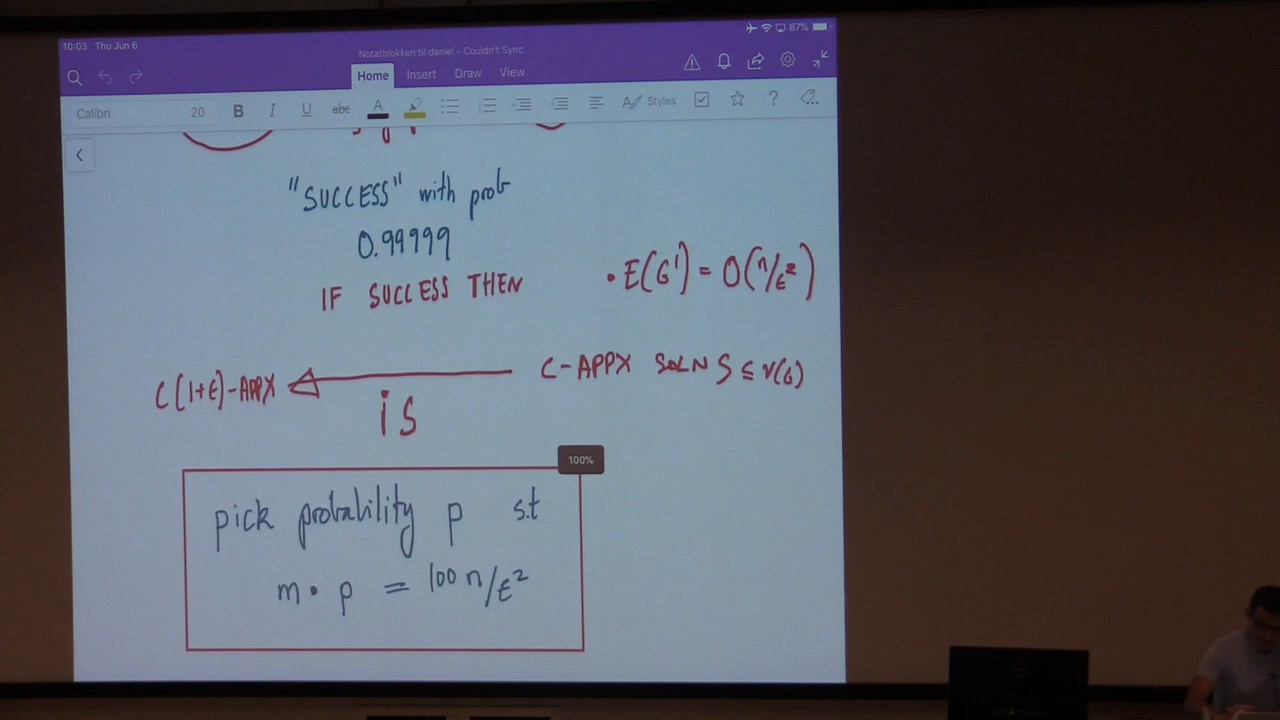 10:03 Thu Jun 6
87%
Notatblokken til daniel - Couldn't Sync
Home Insert Draw View
Calibri 20 B I U abc A Styles ?
"SUCCESS" with prob
0.99999
IF SUCCESS THEN
• E(G') = O(n/ε²)
C(1+ε)-APPX
C-APPX SOLN S ⊆ V(G)
is
100%
pick probability p s.t
m • p = 100 n/ε²